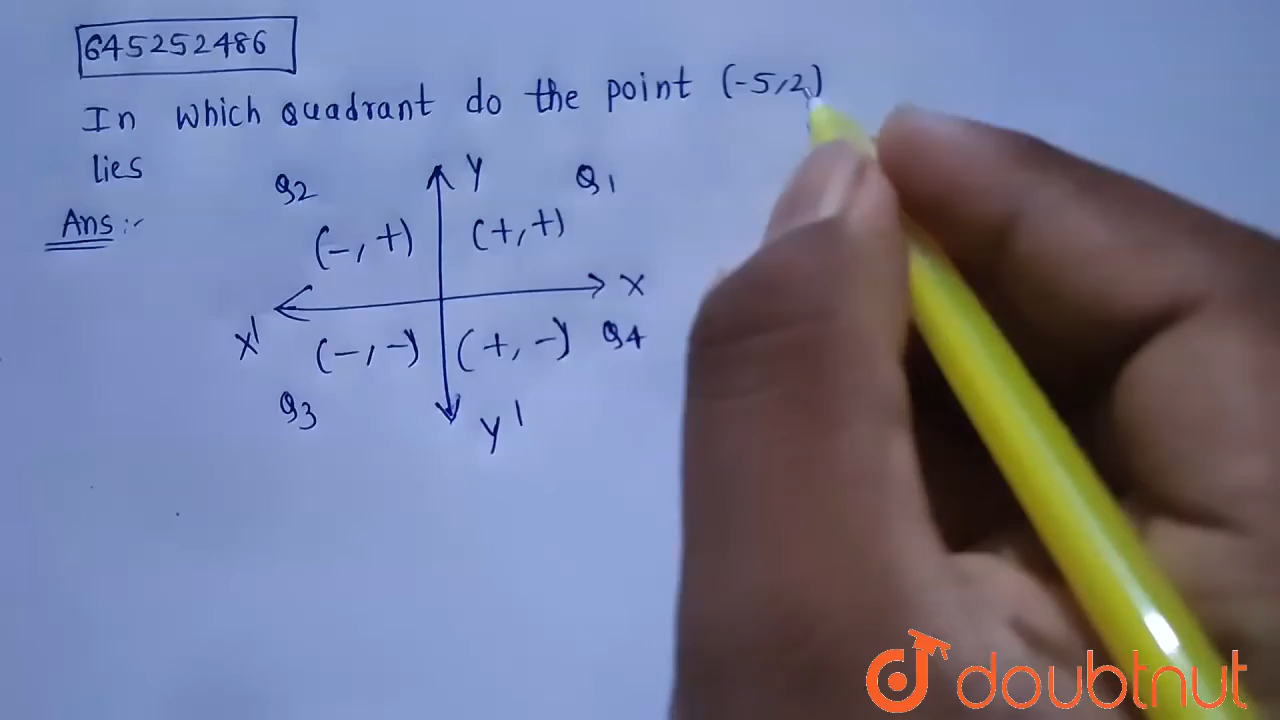 645252486
In which quadrant do the point (-5,2)
lies
Ans :-
Q2 Y Q1
(-,+) (+,+)
X
X' (-,-) (+,-) Q4
Q3 Y'
doubtnut